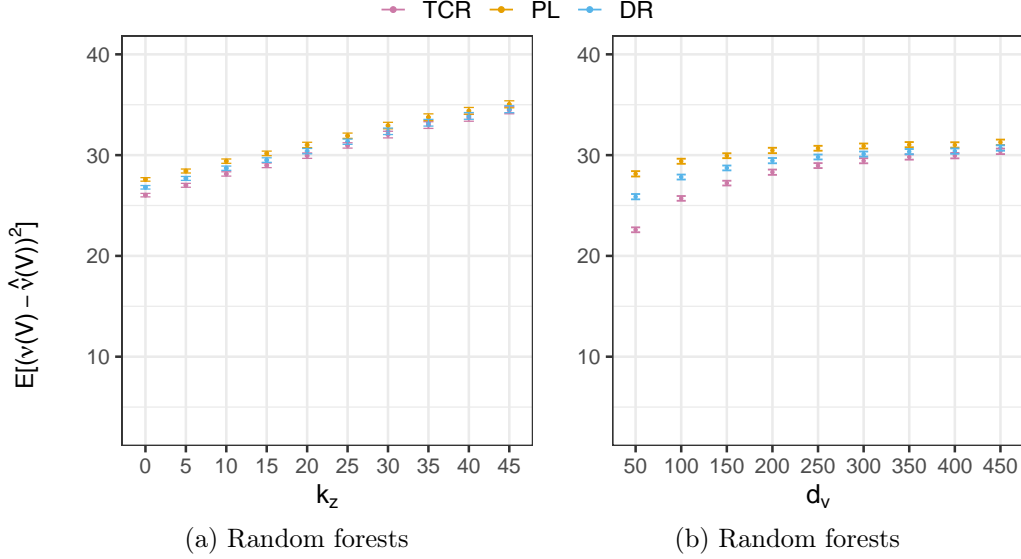 TCR PL DR
E[(ν(V) − ν̂(V))²]
40
30
20
10
0 5 10 15 20 25 30 35 40 45
k_z
(a) Random forests
40
30
20
10
50 100 150 200 250 300 350 400 450
d_v
(b) Random forests